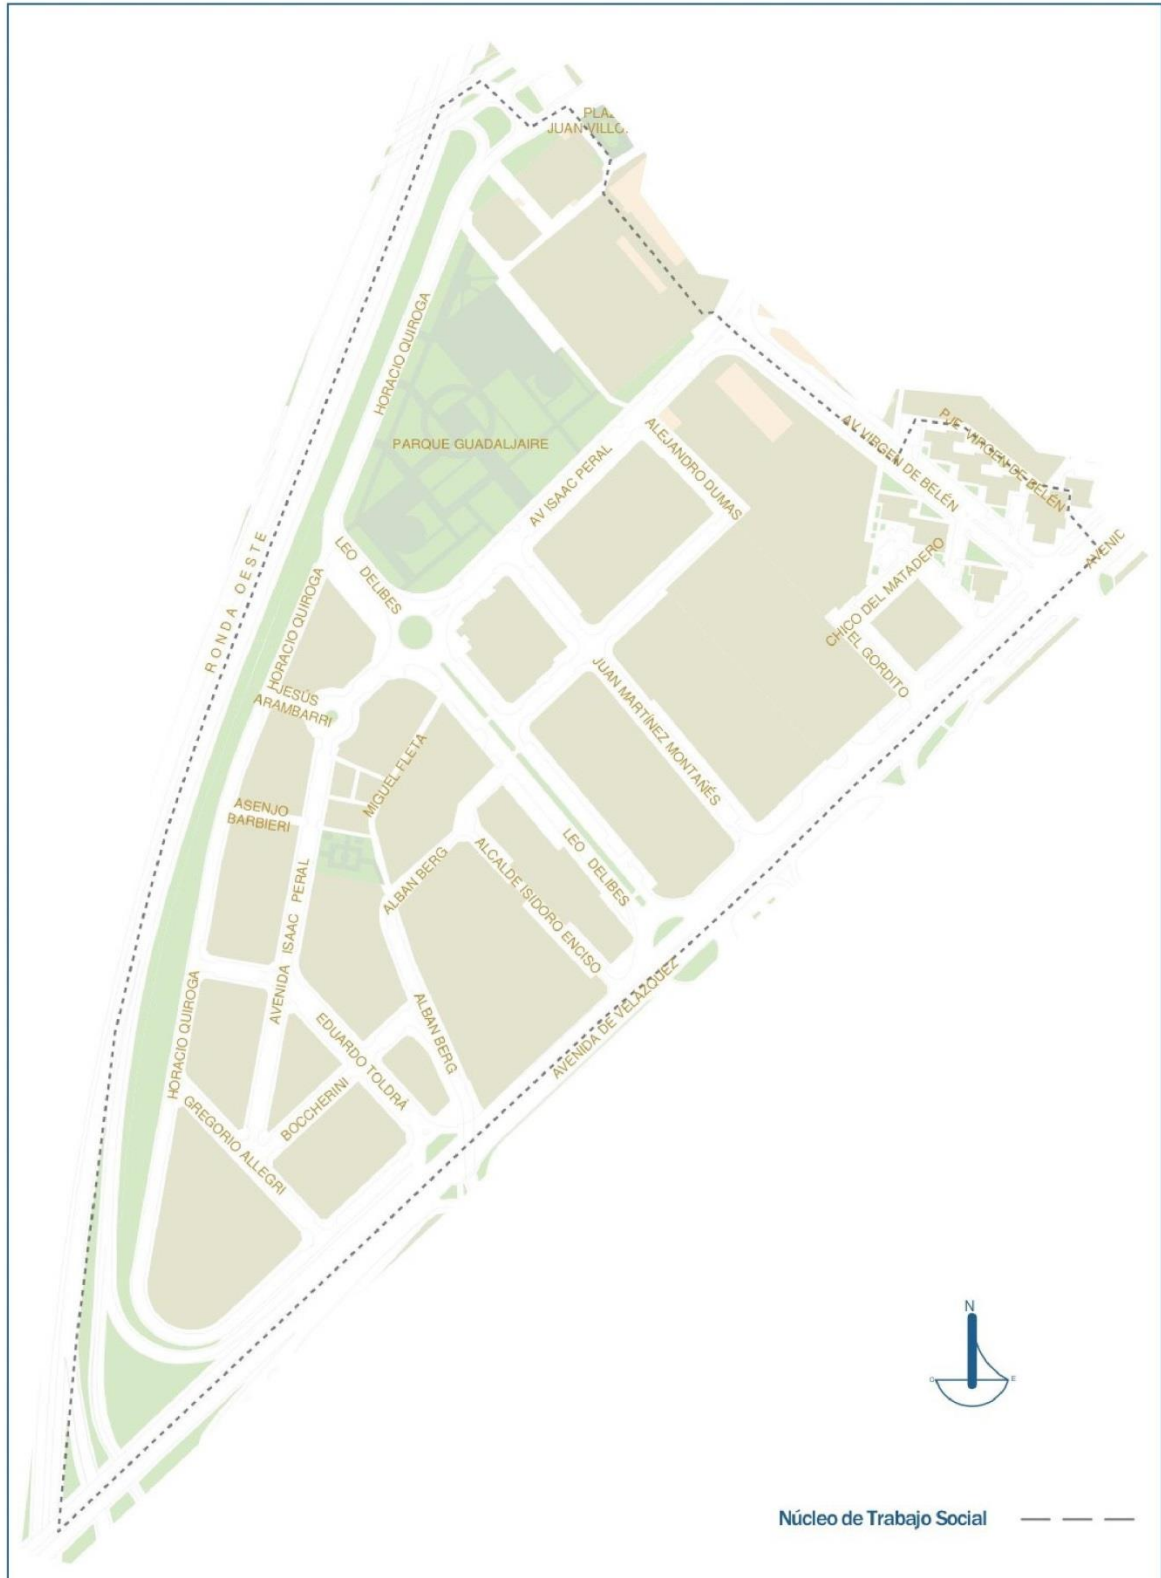 PLAZ
JUAN VILLO
HORACIO QUIROGA
PARQUE GUADALJAIRE
AV ISAAC PERAL
ALEJANDRO DUMAS
AV VIRGEN DE BELÉN
PJE. VIRGEN DE BELÉN
AVENID
RONDA OESTE
LEO DELIBES
CHICO DEL MATADERO
EL GORDITO
HORACIO QUIROGA
JESÚS
ARAMBARRI
JUAN MARTÍNEZ MONTAÑÉS
MIGUEL FLETA
ASENJO
BARBIERI
LEO DELIBES
ALBAN BERG
ALCALDE ISIDORO ENCISO
AVENIDA ISAAC PERAL
HORACIO QUIROGA
ALBAN BERG
AVENIDA DE VELÁZQUEZ
EDUARDO TOLDRÁ
BOCCHERINI
GREGORIO ALLEGRI
N
O E
Núcleo de Trabajo Social